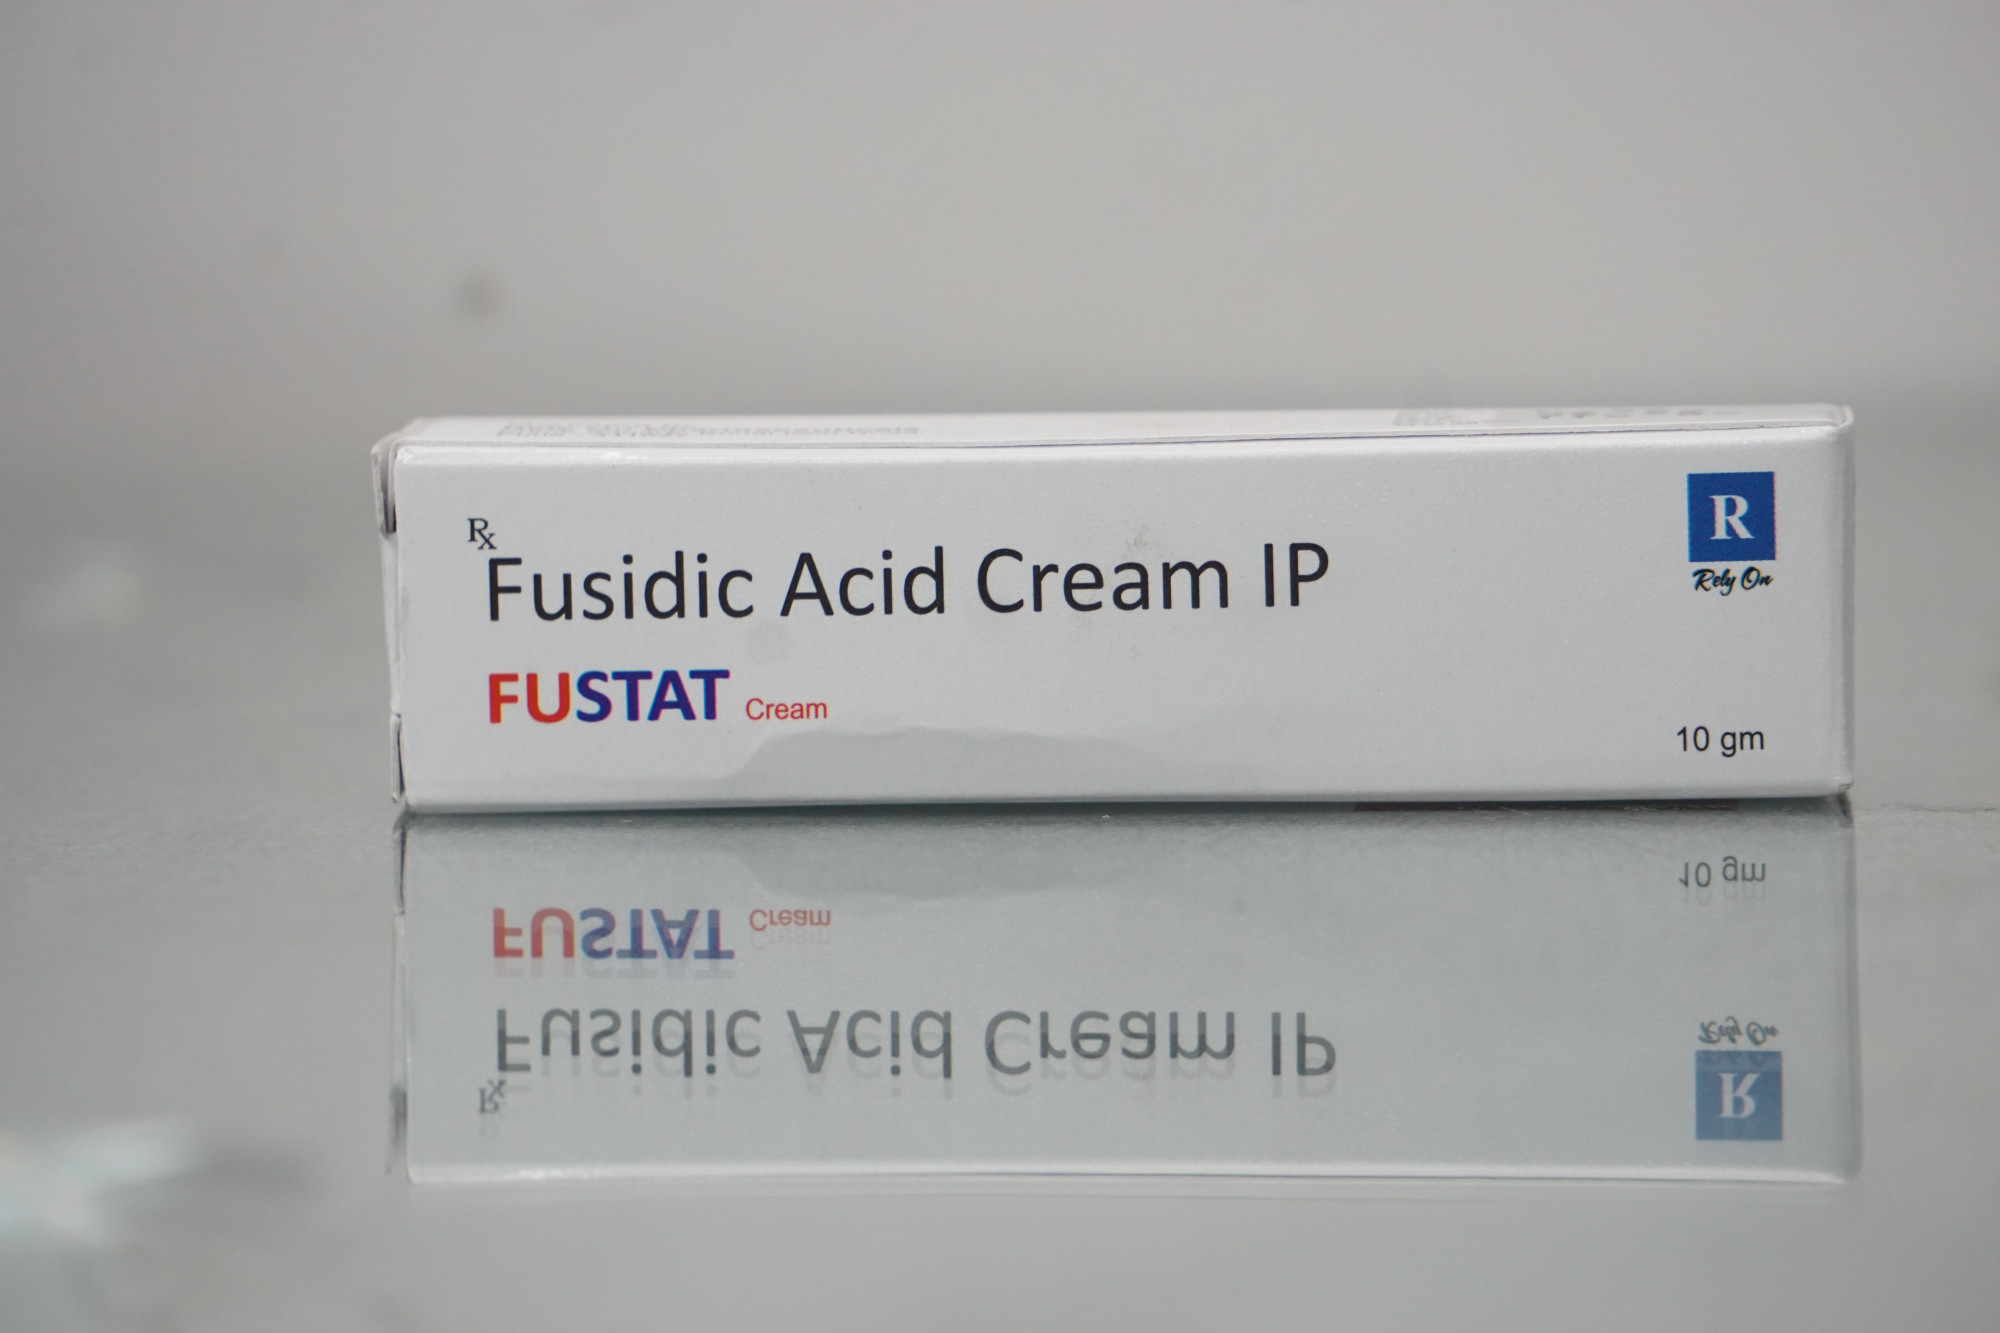 Rx
Fusidic Acid Cream IP
FUSTAT Cream
R
Rely On
10 gm